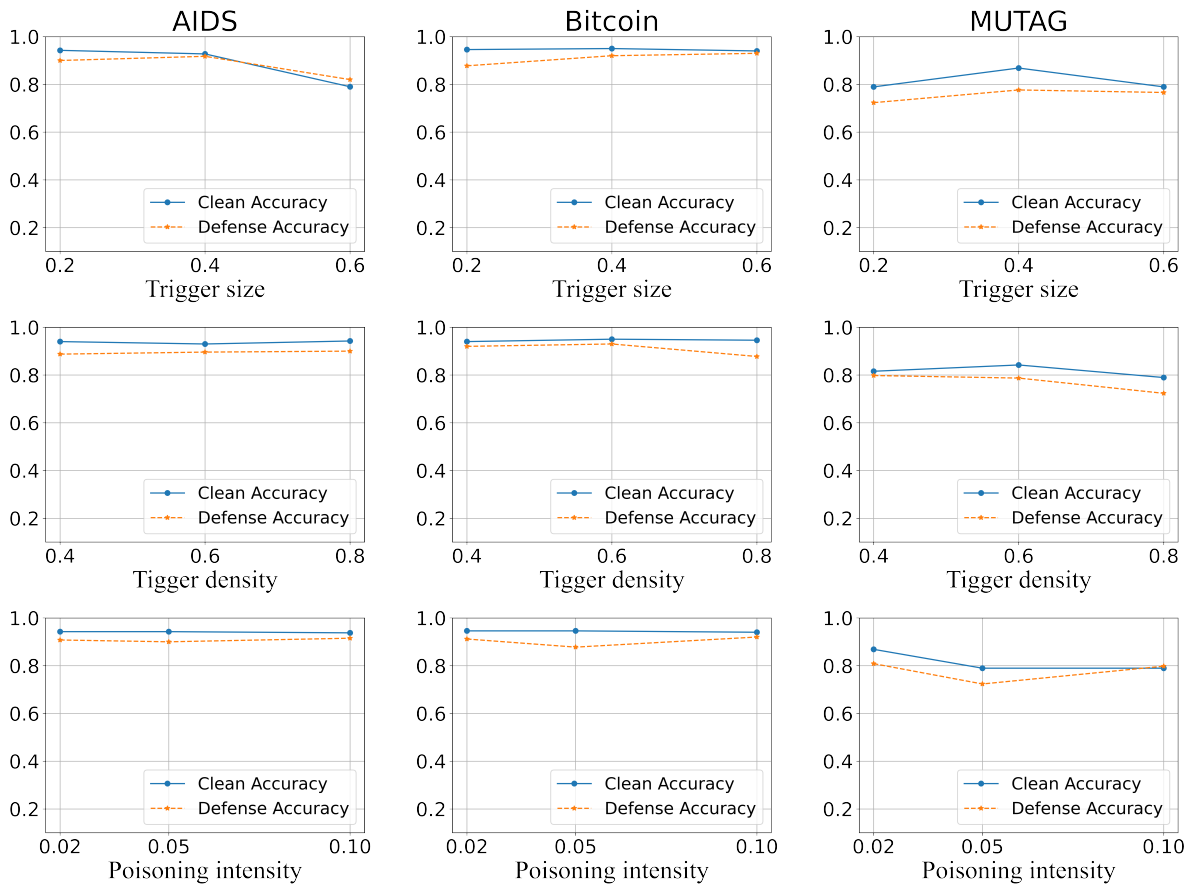 AIDS
1.0
0.8
0.6
0.4
0.2
Clean Accuracy
Defense Accuracy
0.2 0.4 0.6
Trigger size
Bitcoin
1.0
0.8
0.6
0.4
0.2
Clean Accuracy
Defense Accuracy
0.2 0.4 0.6
Trigger size
MUTAG
1.0
0.8
0.6
0.4
0.2
Clean Accuracy
Defense Accuracy
0.2 0.4 0.6
Trigger size
1.0
0.8
0.6
0.4
0.2
Clean Accuracy
Defense Accuracy
0.4 0.6 0.8
Tigger density
1.0
0.8
0.6
0.4
0.2
Clean Accuracy
Defense Accuracy
0.4 0.6 0.8
Tigger density
1.0
0.8
0.6
0.4
0.2
Clean Accuracy
Defense Accuracy
0.4 0.6 0.8
Tigger density
1.0
0.8
0.6
0.4
0.2
Clean Accuracy
Defense Accuracy
0.02 0.05 0.10
Poisoning intensity
1.0
0.8
0.6
0.4
0.2
Clean Accuracy
Defense Accuracy
0.02 0.05 0.10
Poisoning intensity
1.0
0.8
0.6
0.4
0.2
Clean Accuracy
Defense Accuracy
0.02 0.05 0.10
Poisoning intensity